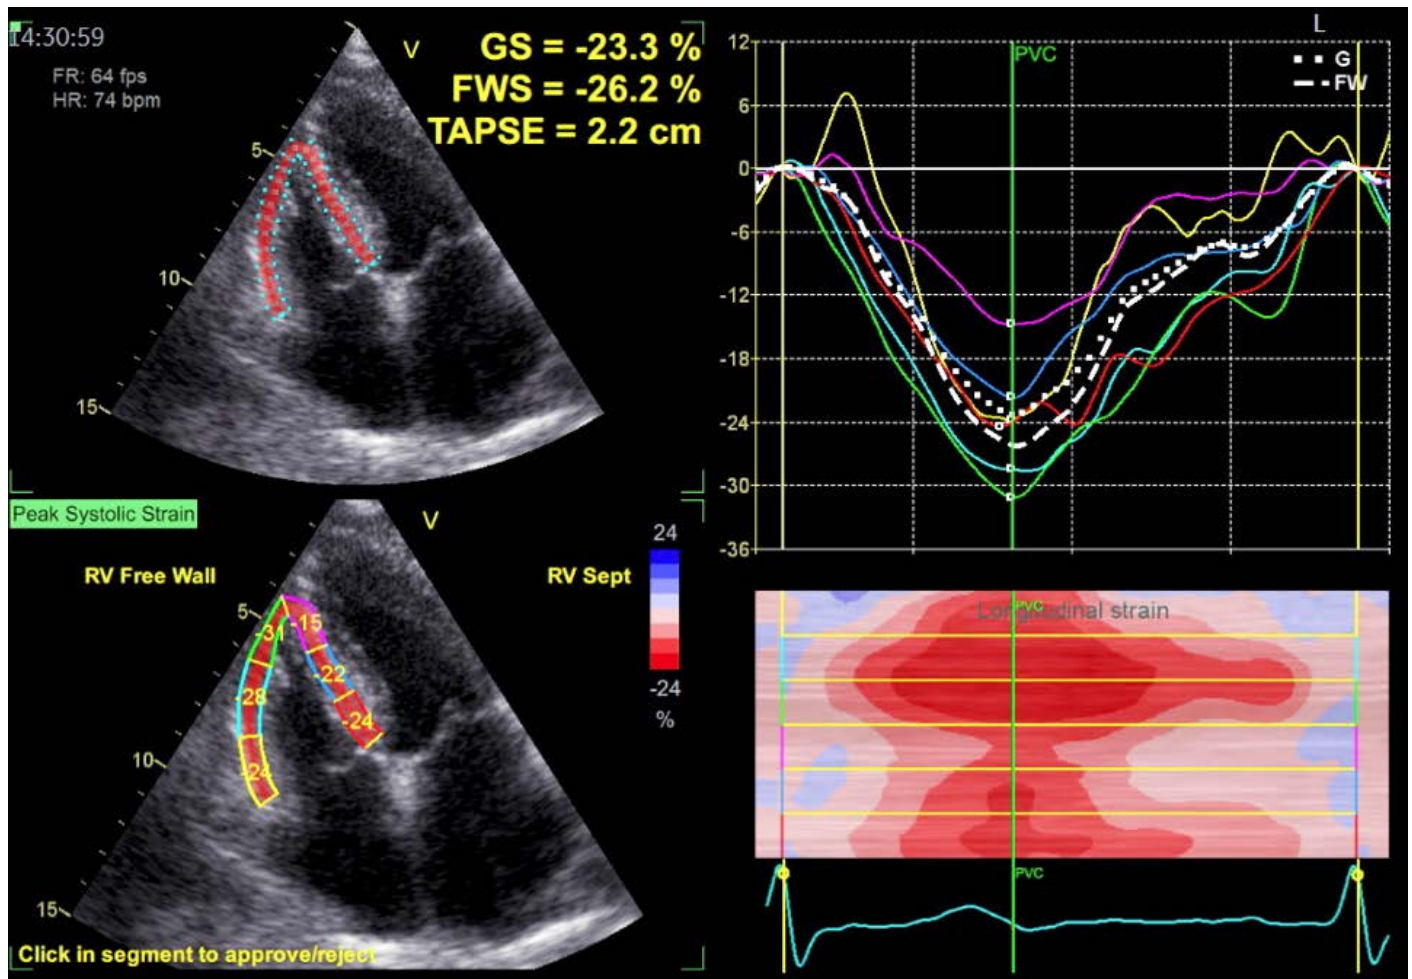 14:30:59
FR: 64 fps
HR: 74 bpm
V
GS = -23.3 %
FWS = -26.2 %
TAPSE = 2.2 cm
5
10
15
L
12
6
0
-6
-12
-18
-24
-30
-36
PVC
G
FW
Peak Systolic Strain
V
RV Free Wall
RV Sept
24
-24
%
5
10
15
-31
-15
-28
-22
-24
-24
Click in segment to approve/reject
PVC
Longitudinal strain
PVC